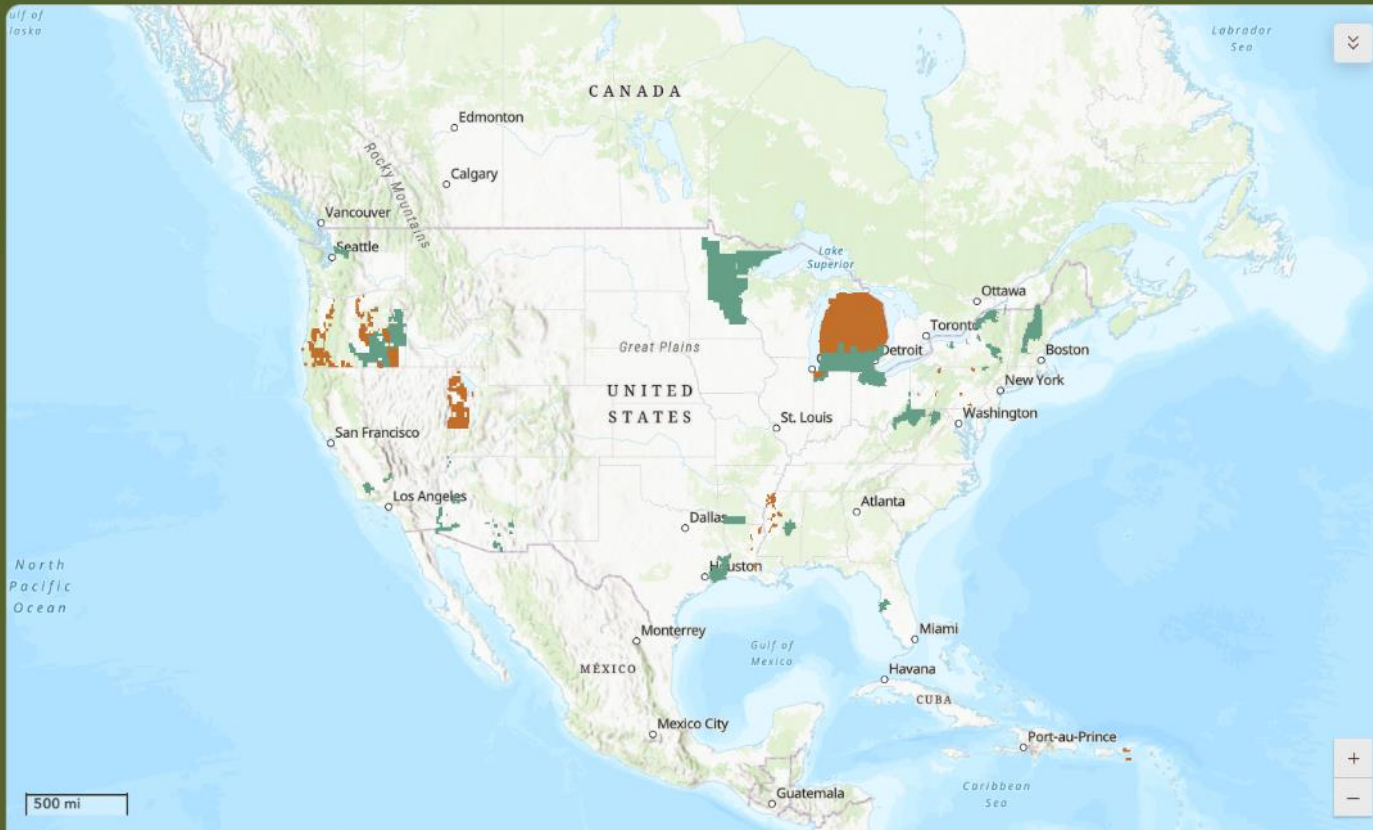 ulf of
laska
Labrador
Sea
CANADA
Edmonton
Rocky Mountains
Calgary
Vancouver
Seattle
Lake
Superior
Ottawa
Toronto
Great Plains
Detroit
Boston
UNITED
STATES
New York
St. Louis
Washington
San Francisco
Los Angeles
Dallas
Atlanta
North
Pacific
Ocean
Houston
Monterrey
Gulf of
Mexico
Miami
MÉXICO
Havana
CUBA
Mexico City
Port-au-Prince
Caribbean
Sea
Guatemala
500 mi
+
−